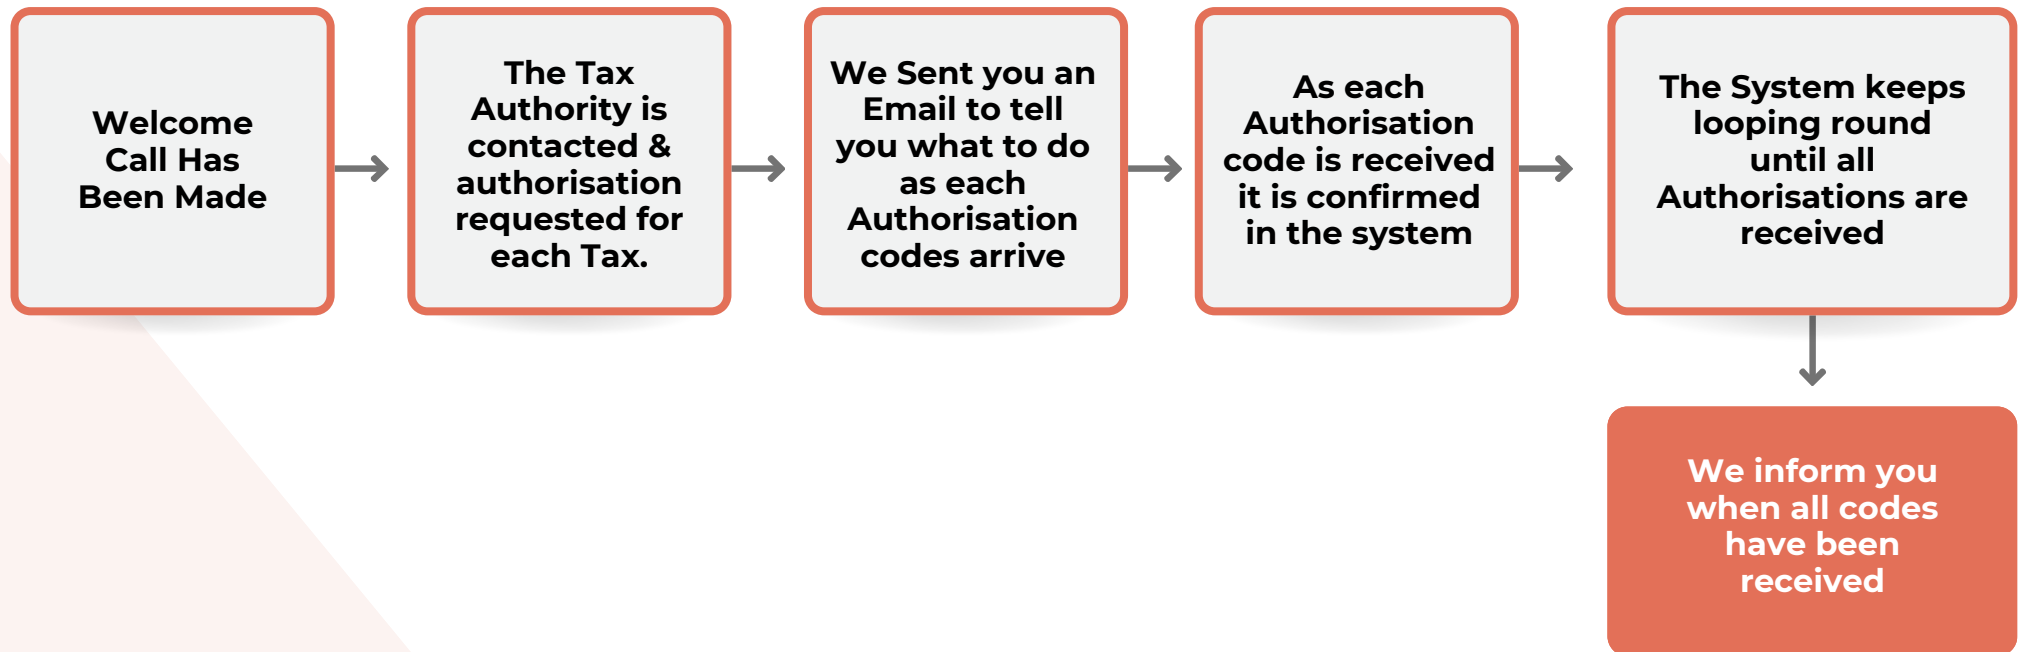 Welcome
Call Has
Been Made
The Tax
Authority is
contacted &
authorisation
requested for
each Tax.
We Sent you an
Email to tell
you what to do
as each
Authorisation
codes arrive
As each
Authorisation
code is received
it is confirmed
in the system
The System keeps
looping round
until all
Authorisations are
received
We inform you
when all codes
have been
received